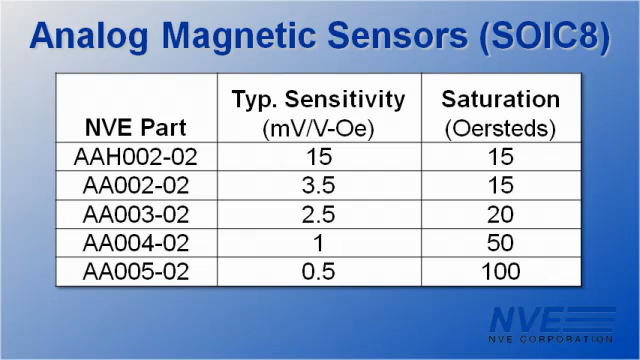 Analog Magnetic Sensors (SOIC8)
NVE Part Typ. Sensitivity (mV/V-Oe) Saturation (Oersteds)
AAH002-02 15 15
AA002-02 3.5 15
AA003-02 2.5 20
AA004-02 1 50
AA005-02 0.5 100
NVE
NVE CORPORATION